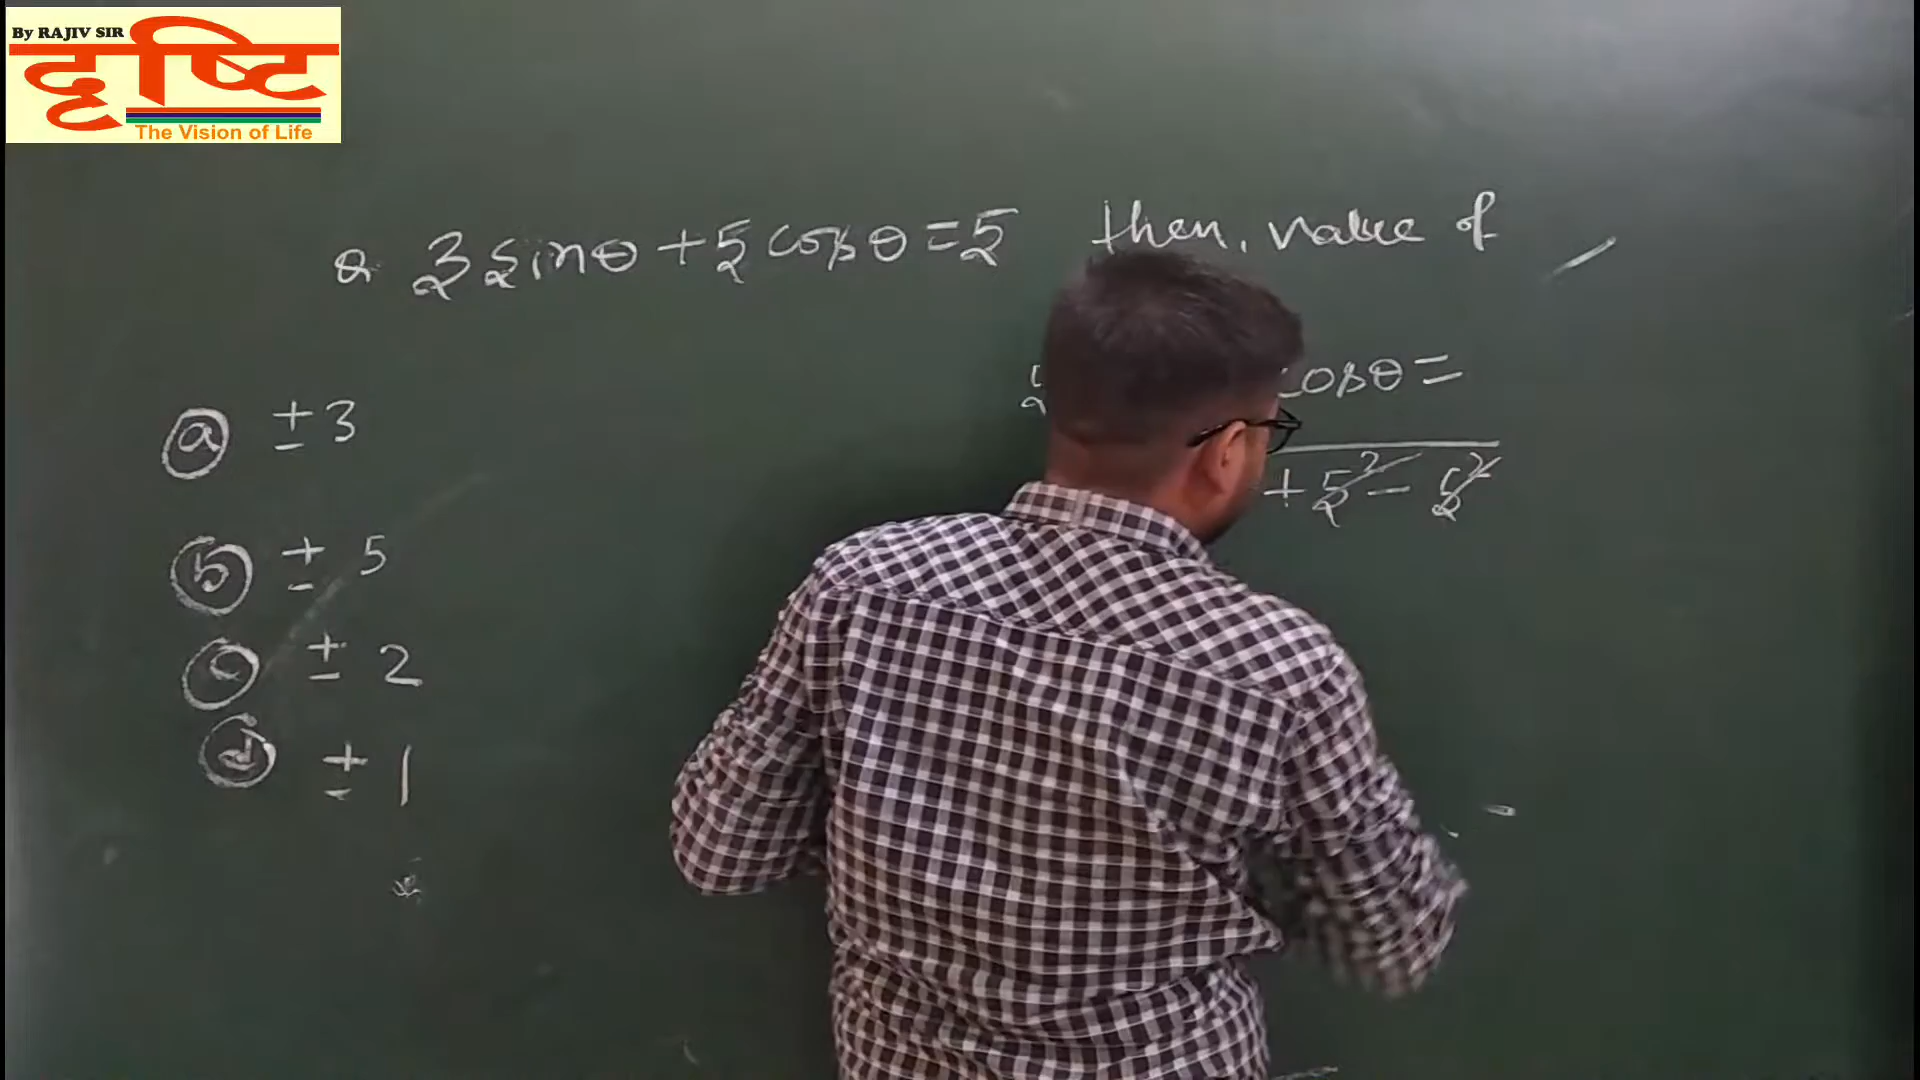 By RAJIV SIR
दृष्टि
The Vision of Life
Q. 3 sinθ + 5 cosθ = 5 then, value of
5 cosθ =
+ 5² - 5²
ⓐ ± 3
ⓑ ± 5
ⓒ ± 2
ⓓ ± 1